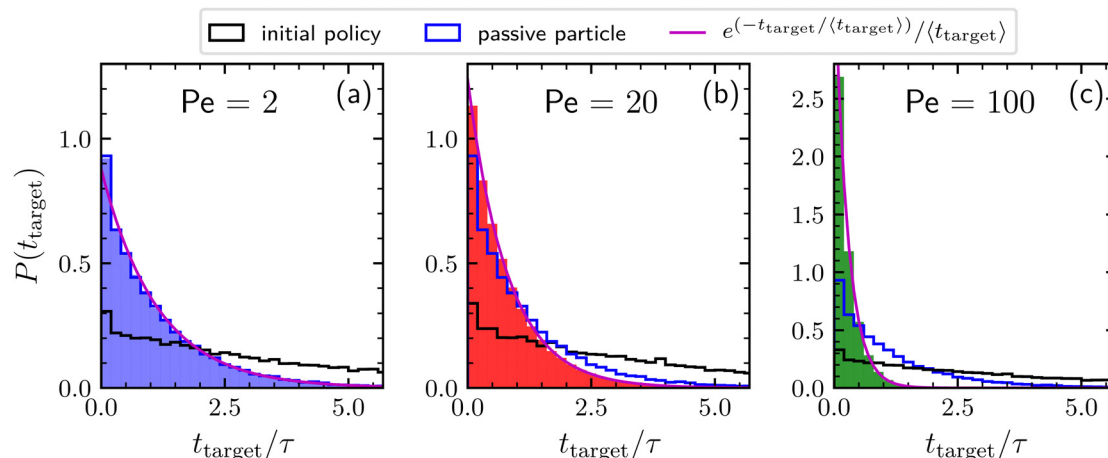 initial policy passive particle e^{(-t_target/⟨t_target⟩)}/⟨t_target⟩
Pe = 2 (a) Pe = 20 (b) Pe = 100 (c)
P(t_target)
1.0
0.5
0.0
1.0
0.5
0.0
2.5
2.0
1.5
1.0
0.5
0.0
0.0 2.5 5.0 0.0 2.5 5.0 0.0 2.5 5.0
t_target/τ t_target/τ t_target/τ